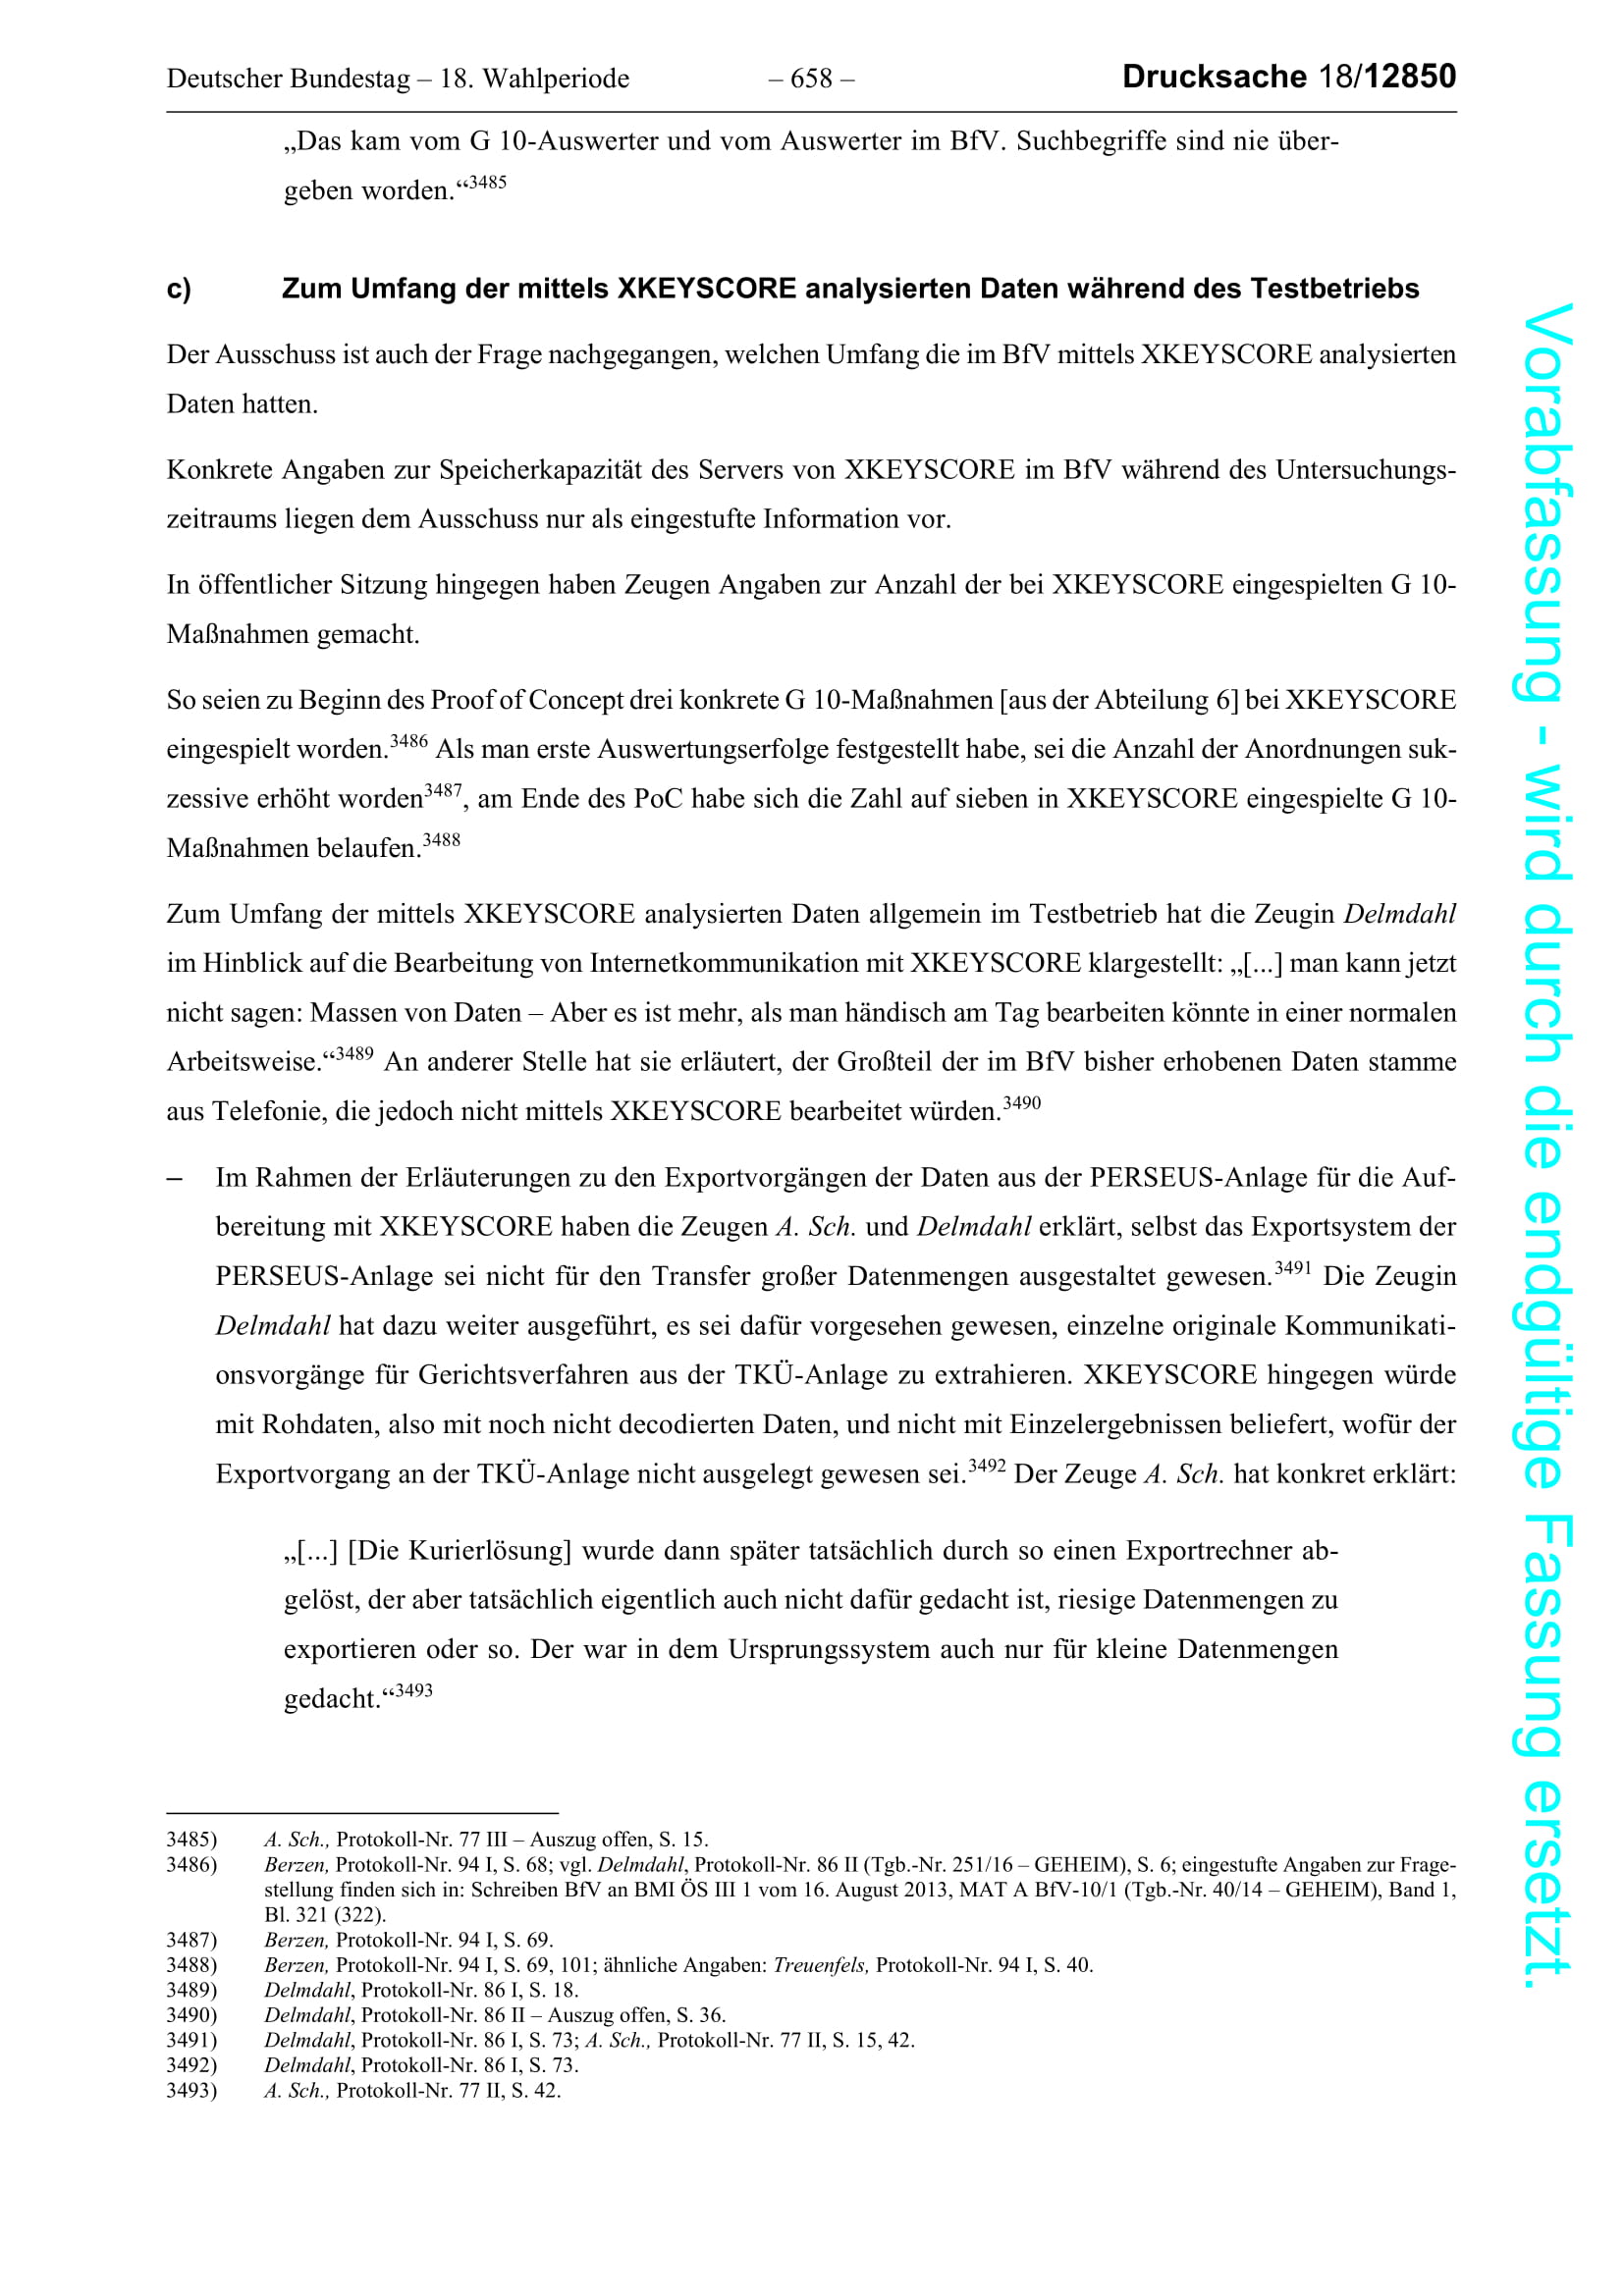 Deutscher Bundestag – 18. Wahlperiode – 658 – Drucksache 18/12850
„Das kam vom G 10-Auswerter und vom Auswerter im BfV. Suchbegriffe sind nie über-
geben worden.“3485
c) Zum Umfang der mittels XKEYSCORE analysierten Daten während des Testbetriebs
Der Ausschuss ist auch der Frage nachgegangen, welchen Umfang die im BfV mittels XKEYSCORE analysierten
Daten hatten.
Konkrete Angaben zur Speicherkapazität des Servers von XKEYSCORE im BfV während des Untersuchungs-
zeitraums liegen dem Ausschuss nur als eingestufte Information vor.
In öffentlicher Sitzung hingegen haben Zeugen Angaben zur Anzahl der bei XKEYSCORE eingespielten G 10-
Maßnahmen gemacht.
So seien zu Beginn des Proof of Concept drei konkrete G 10-Maßnahmen [aus der Abteilung 6] bei XKEYSCORE
eingespielt worden.3486 Als man erste Auswertungserfolge festgestellt habe, sei die Anzahl der Anordnungen suk-
zessive erhöht worden3487, am Ende des PoC habe sich die Zahl auf sieben in XKEYSCORE eingespielte G 10-
Maßnahmen belaufen.3488
Zum Umfang der mittels XKEYSCORE analysierten Daten allgemein im Testbetrieb hat die Zeugin Delmdahl
im Hinblick auf die Bearbeitung von Internetkommunikation mit XKEYSCORE klargestellt: „[...] man kann jetzt
nicht sagen: Massen von Daten – Aber es ist mehr, als man händisch am Tag bearbeiten könnte in einer normalen
Arbeitsweise.“3489 An anderer Stelle hat sie erläutert, der Großteil der im BfV bisher erhobenen Daten stamme
aus Telefonie, die jedoch nicht mittels XKEYSCORE bearbeitet würden.3490
– Im Rahmen der Erläuterungen zu den Exportvorgängen der Daten aus der PERSEUS-Anlage für die Auf-
bereitung mit XKEYSCORE haben die Zeugen A. Sch. und Delmdahl erklärt, selbst das Exportsystem der
PERSEUS-Anlage sei nicht für den Transfer großer Datenmengen ausgestaltet gewesen.3491 Die Zeugin
Delmdahl hat dazu weiter ausgeführt, es sei dafür vorgesehen gewesen, einzelne originale Kommunikati-
onsvorgänge für Gerichtsverfahren aus der TKÜ-Anlage zu extrahieren. XKEYSCORE hingegen würde
mit Rohdaten, also mit noch nicht decodierten Daten, und nicht mit Einzelergebnissen beliefert, wofür der
Exportvorgang an der TKÜ-Anlage nicht ausgelegt gewesen sei.3492 Der Zeuge A. Sch. hat konkret erklärt:
„[...] [Die Kurierlösung] wurde dann später tatsächlich durch so einen Exportrechner ab-
gelöst, der aber tatsächlich eigentlich auch nicht dafür gedacht ist, riesige Datenmengen zu
exportieren oder so. Der war in dem Ursprungssystem auch nur für kleine Datenmengen
gedacht.“3493
3485) A. Sch., Protokoll-Nr. 77 III – Auszug offen, S. 15.
3486) Berzen, Protokoll-Nr. 94 I, S. 68; vgl. Delmdahl, Protokoll-Nr. 86 II (Tgb.-Nr. 251/16 – GEHEIM), S. 6; eingestufte Angaben zur Frage-
stellung finden sich in: Schreiben BfV an BMI ÖS III 1 vom 16. August 2013, MAT A BfV-10/1 (Tgb.-Nr. 40/14 – GEHEIM), Band 1,
Bl. 321 (322).
3487) Berzen, Protokoll-Nr. 94 I, S. 69.
3488) Berzen, Protokoll-Nr. 94 I, S. 69, 101; ähnliche Angaben: Treuenfels, Protokoll-Nr. 94 I, S. 40.
3489) Delmdahl, Protokoll-Nr. 86 I, S. 18.
3490) Delmdahl, Protokoll-Nr. 86 II – Auszug offen, S. 36.
3491) Delmdahl, Protokoll-Nr. 86 I, S. 73; A. Sch., Protokoll-Nr. 77 II, S. 15, 42.
3492) Delmdahl, Protokoll-Nr. 86 I, S. 73.
3493) A. Sch., Protokoll-Nr. 77 II, S. 42.
Vorabfassung - wird durch die endgültige Fassung ersetzt.